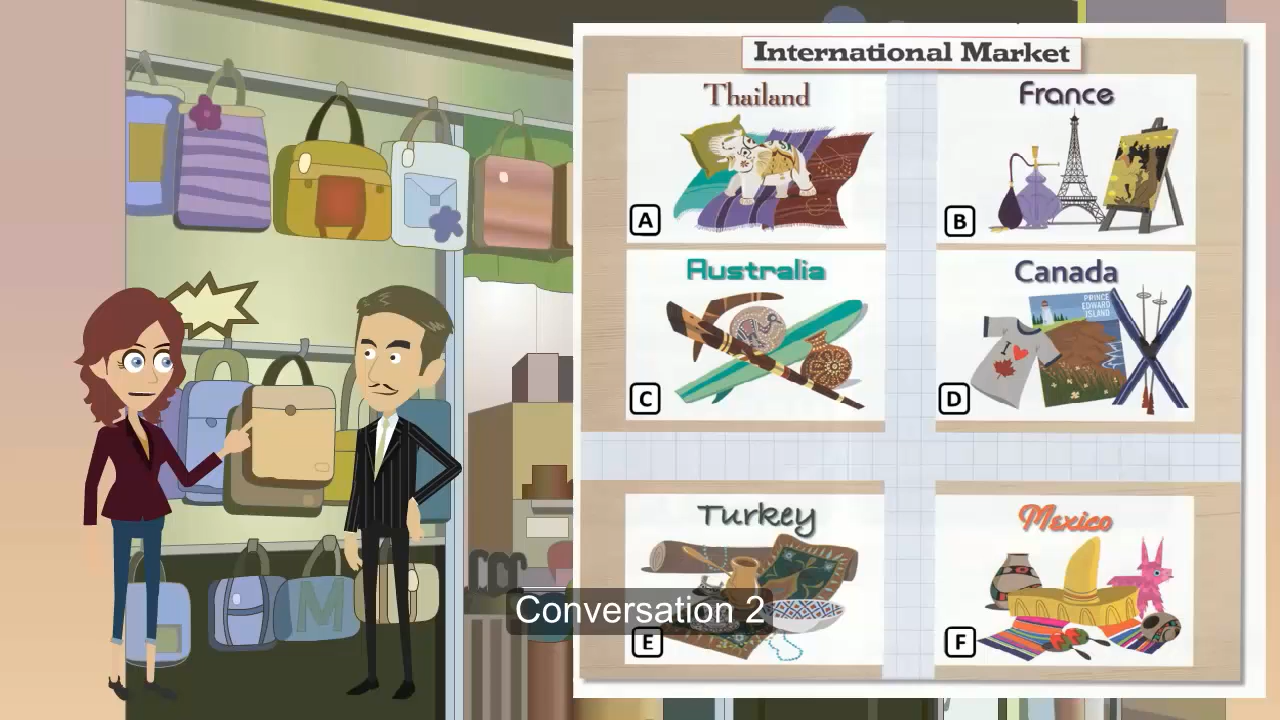 International Market
Thailand
A
France
B
Australia
C
Canada
PRINCE
EDWARD
ISLAND
I
D
Turkey
E
Mexico
F
M
Conversation 2